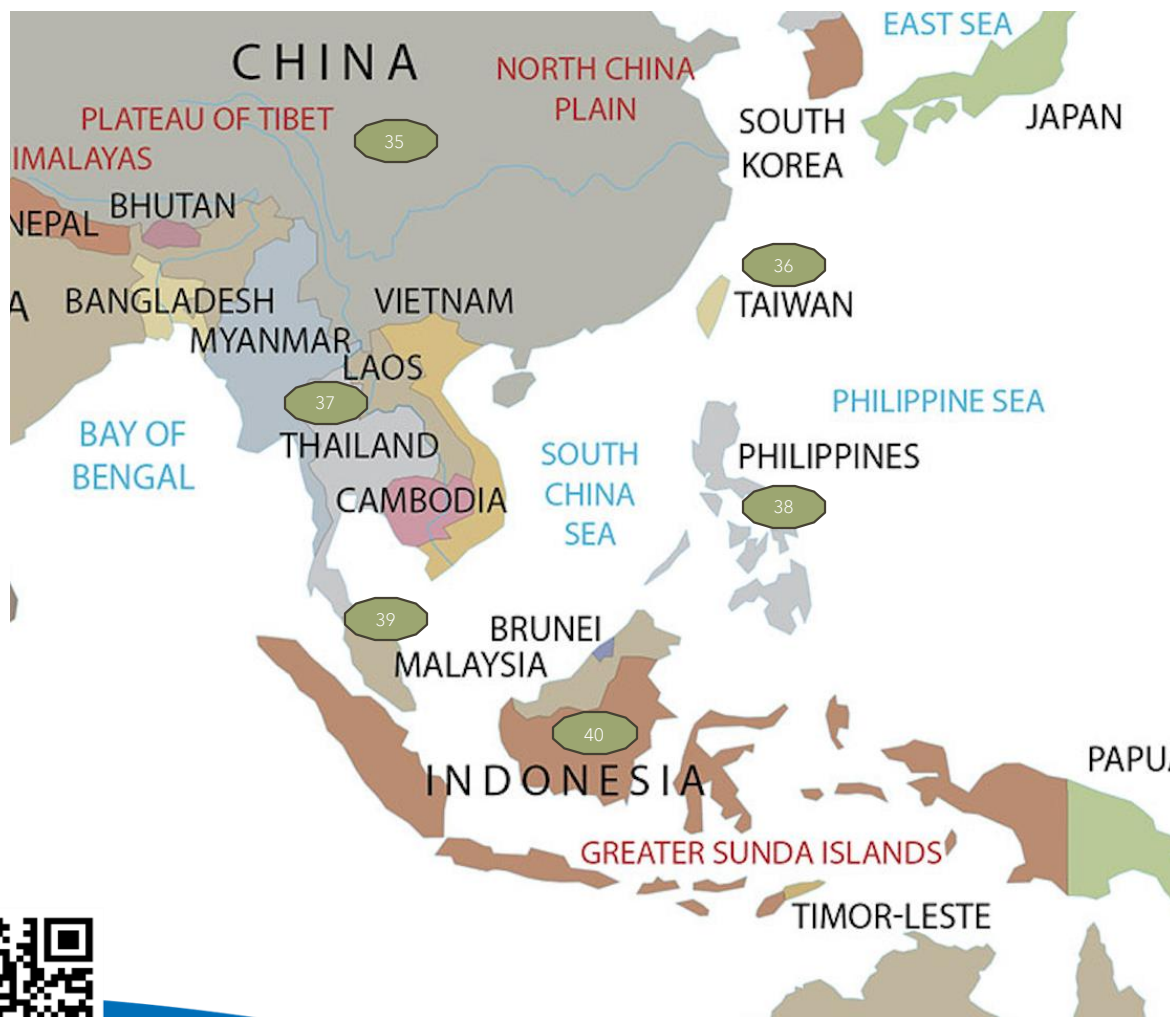 EAST SEA
CHINA
NORTH CHINA
PLAIN
PLATEAU OF TIBET
SOUTH
KOREA
JAPAN
35
IMALAYAS
BHUTAN
NEPAL
36
A
BANGLADESH
VIETNAM
TAIWAN
MYANMAR
LAOS
37
PHILIPPINE SEA
BAY OF
BENGAL
THAILAND
SOUTH
CHINA
SEA
PHILIPPINES
CAMBODIA
38
39
BRUNEI
MALAYSIA
40
INDONESIA
PAPUA
GREATER SUNDA ISLANDS
TIMOR-LESTE